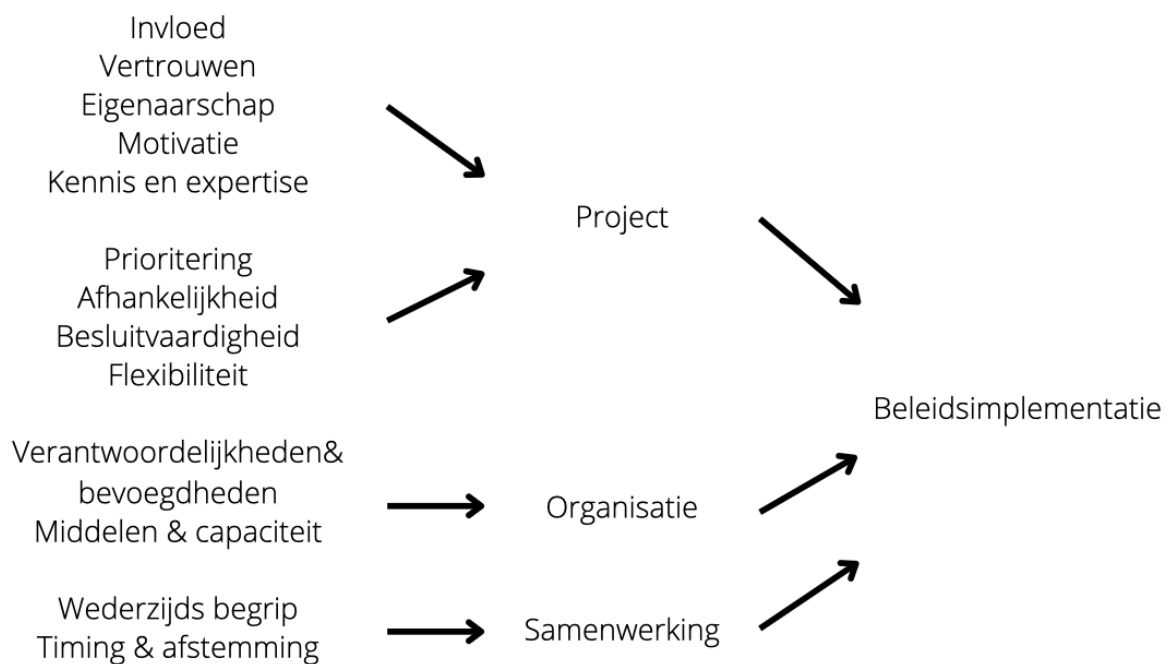 Invloed
Vertrouwen
Eigenaarschap
Motivatie
Kennis en expertise
Prioritering
Afhankelijkheid
Besluitvaardigheid
Flexibiliteit
Verantwoordelijkheden&
bevoegdheden
Middelen & capaciteit
Wederzijds begrip
Timing & afstemming
Project
Organisatie
Samenwerking
Beleidsimplementatie